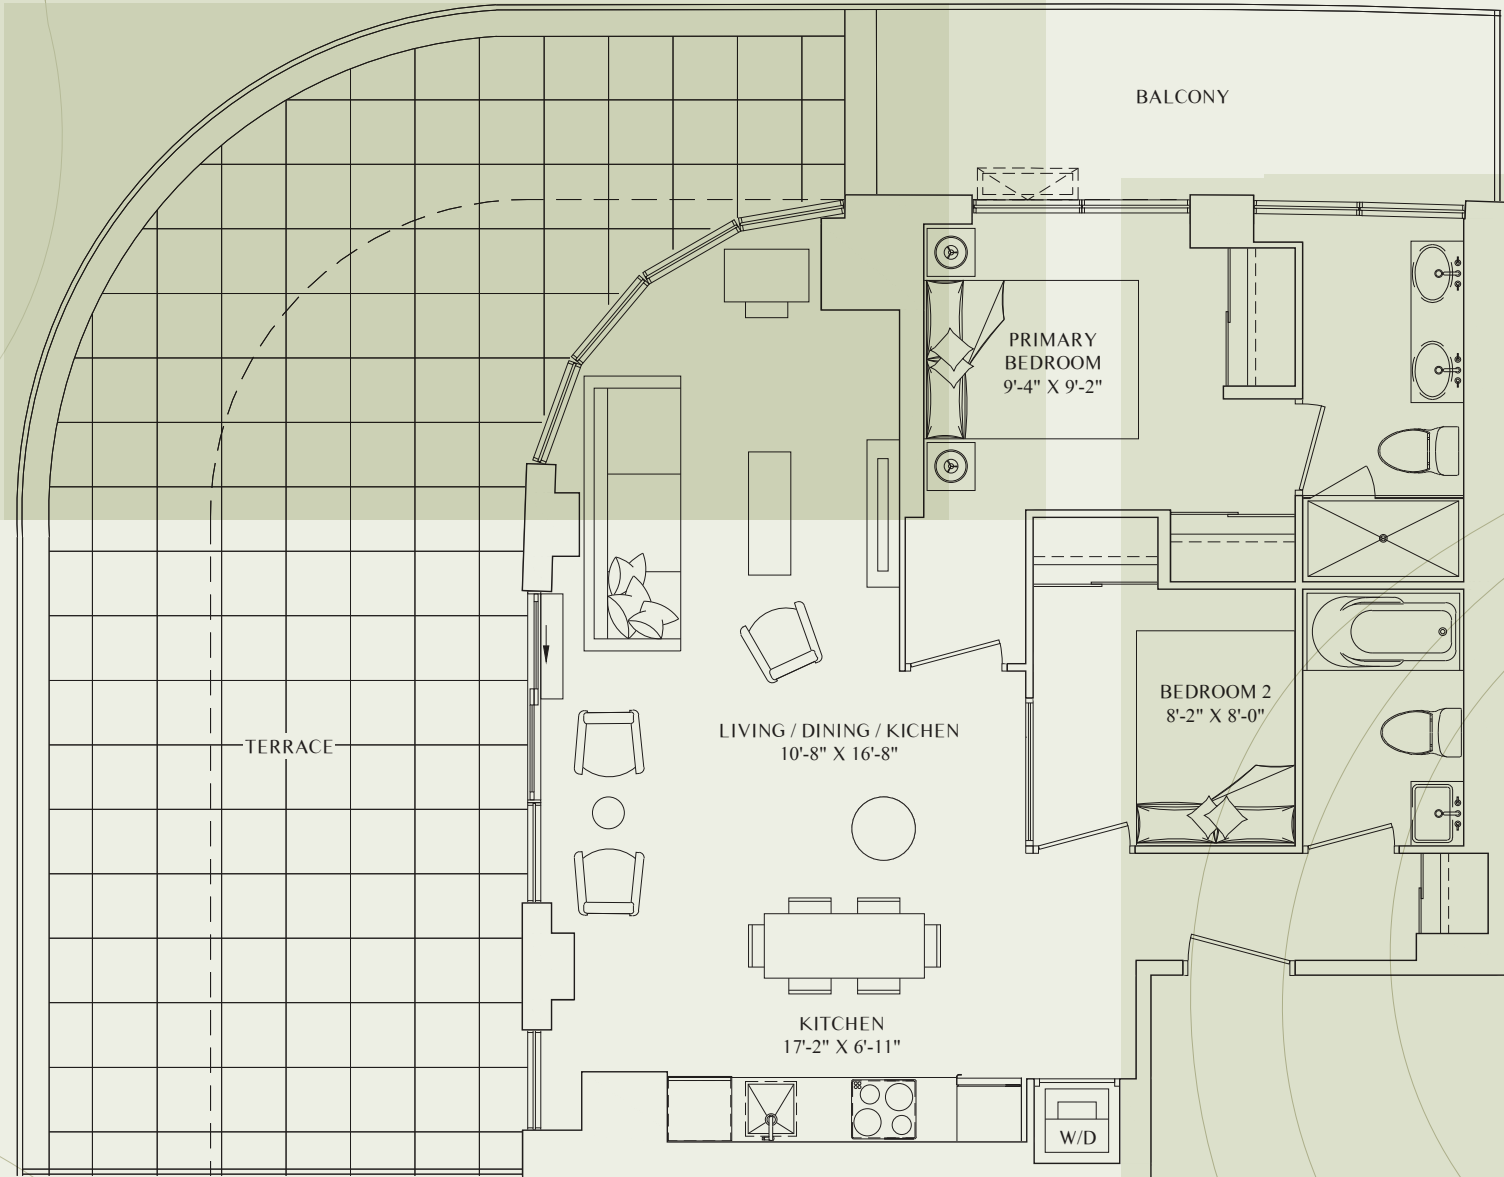 BALCONY
PRIMARY
BEDROOM
9'-4" X 9'-2"
BEDROOM 2
8'-2" X 8'-0"
LIVING / DINING / KICHEN
10'-8" X 16'-8"
TERRACE
KITCHEN
17'-2" X 6'-11"
W/D